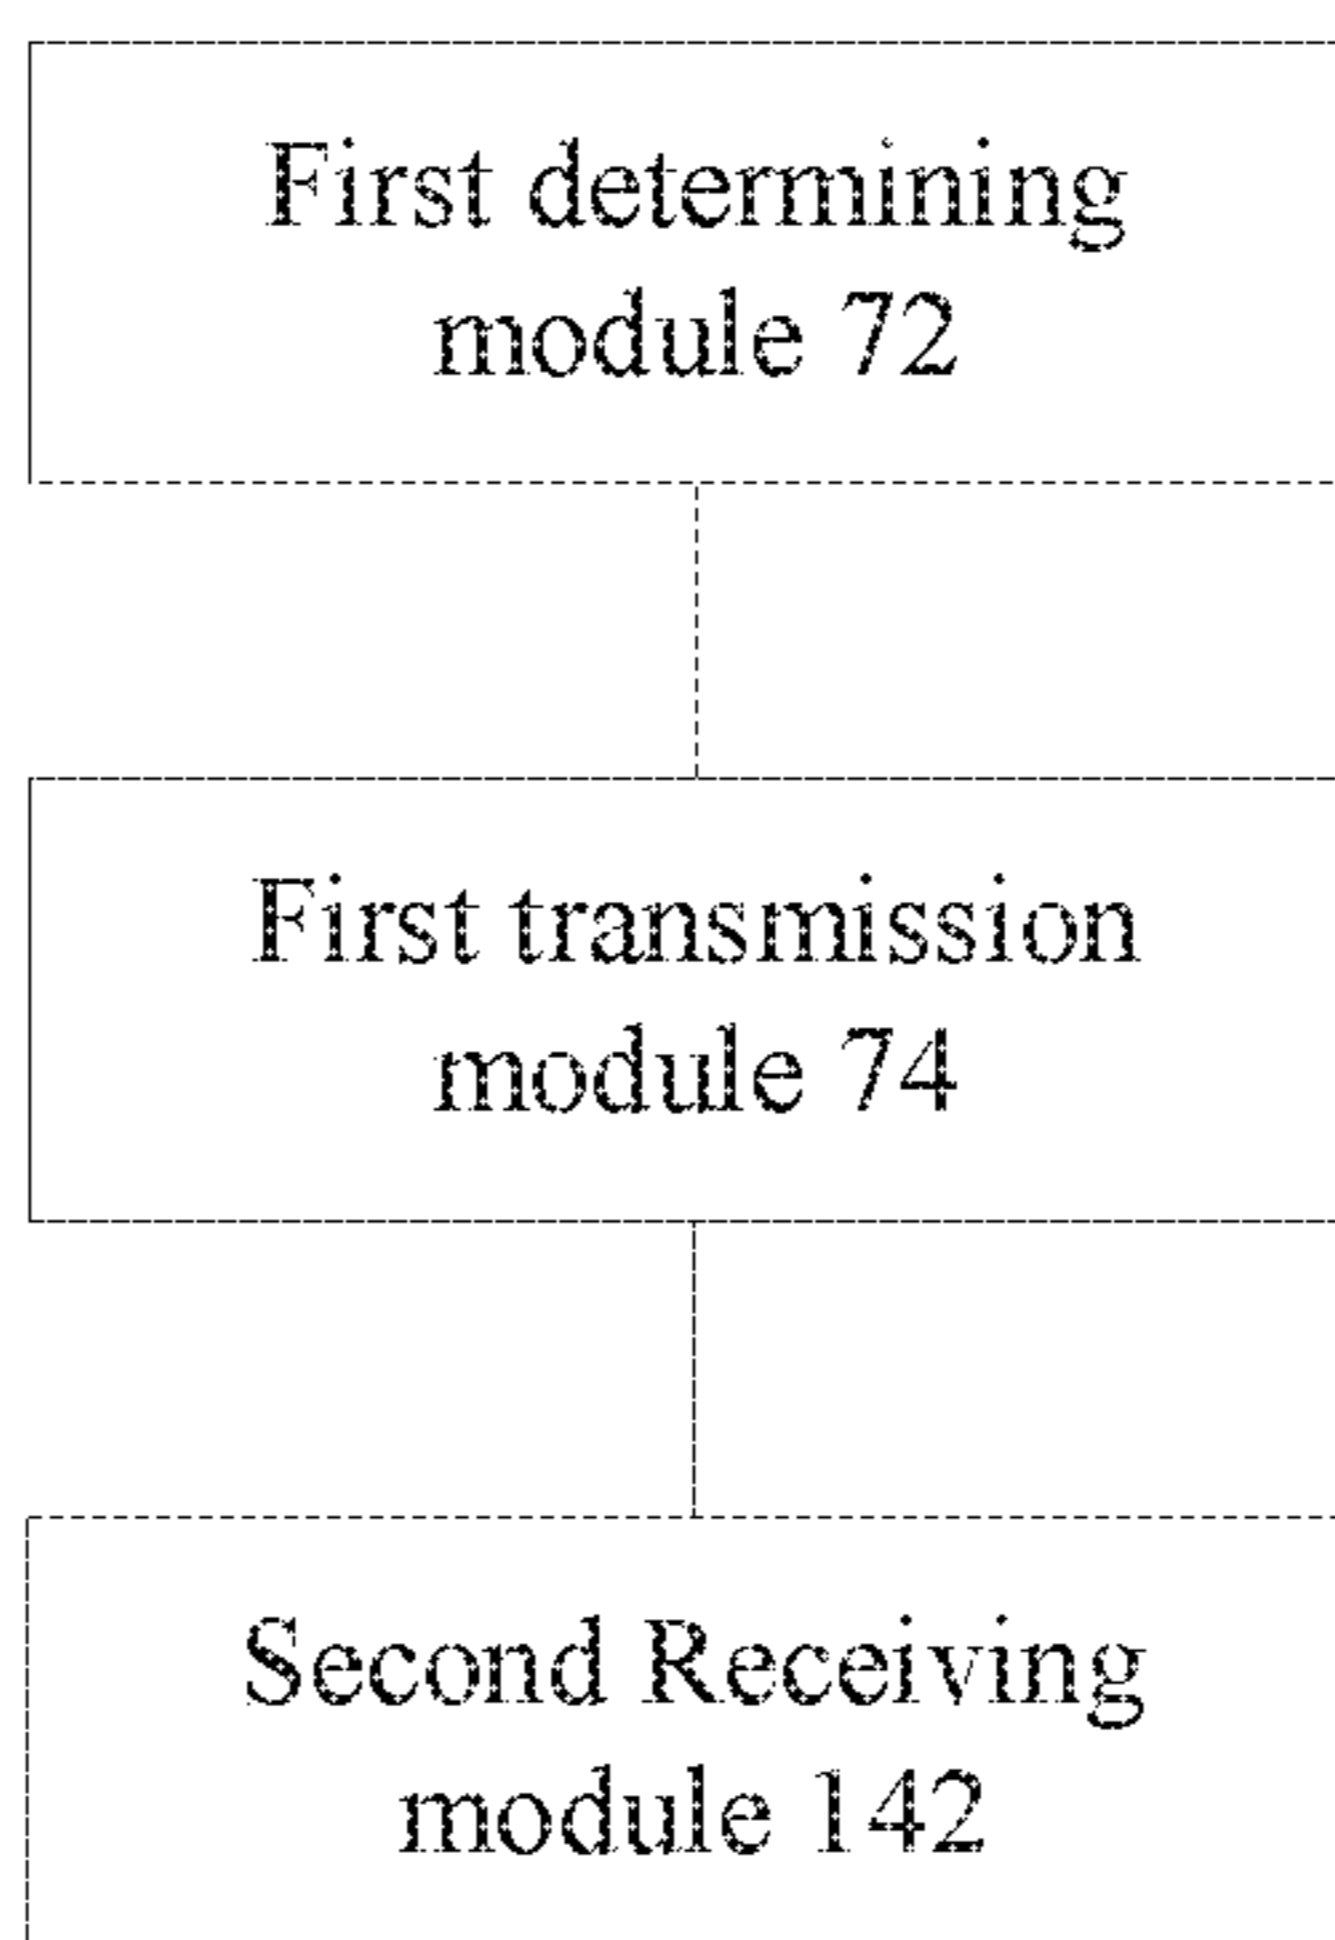 First determining
module 72
First transmission
module 74
Second Receiving
module 142